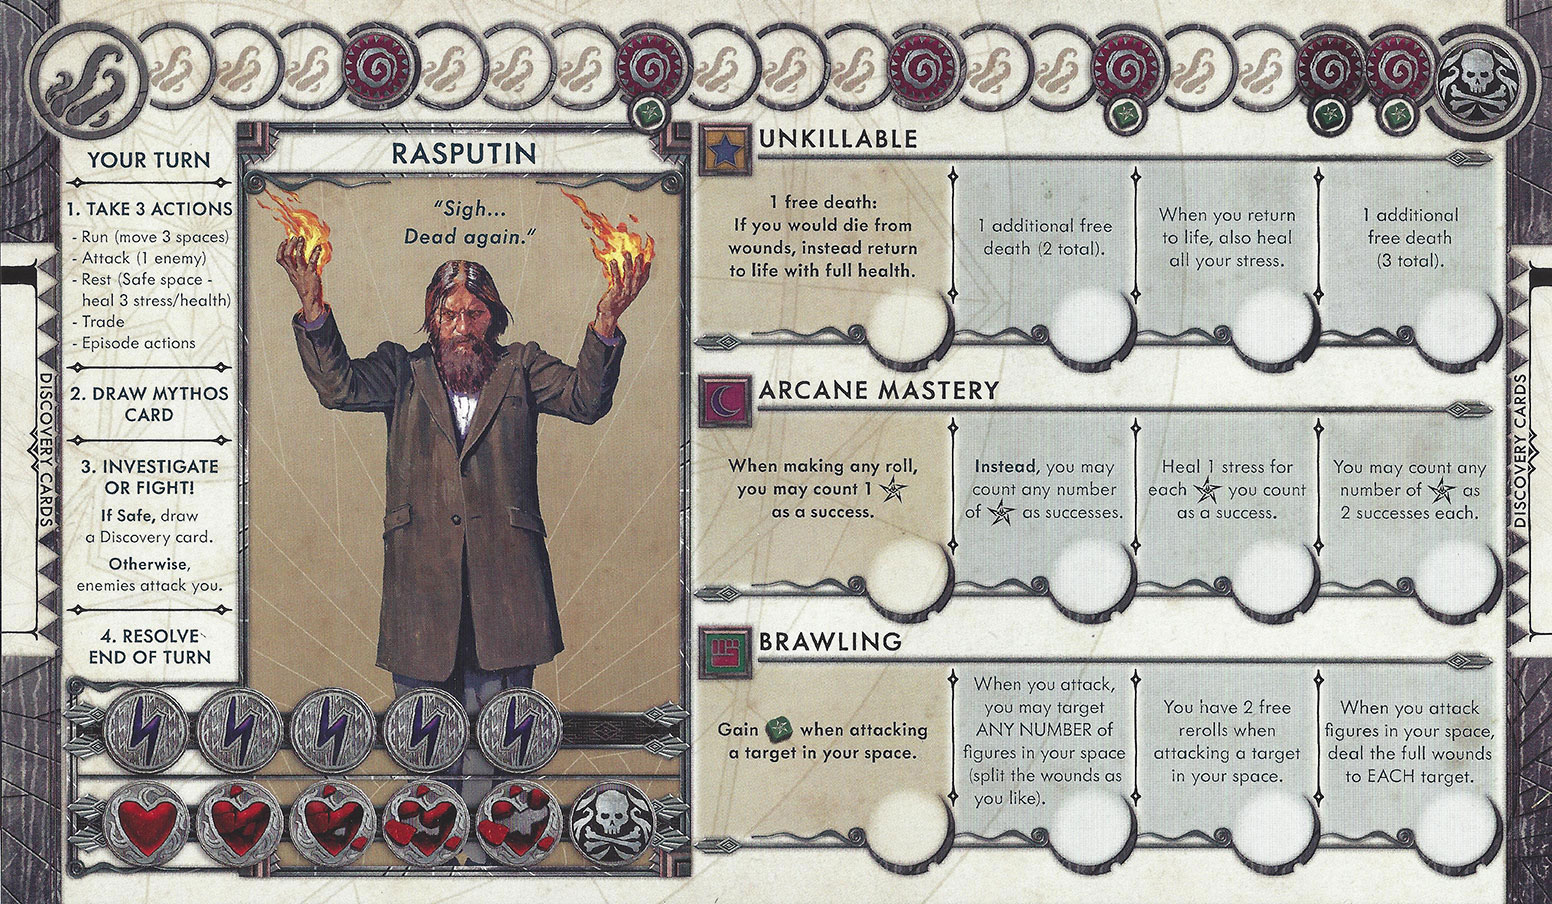 YOUR TURN
1. TAKE 3 ACTIONS
- Run (move 3 spaces)
- Attack (1 enemy)
- Rest (Safe space -
heal 3 stress/health)
- Trade
- Episode actions
2. DRAW MYTHOS
CARD
3. INVESTIGATE
OR FIGHT!
If Safe, draw
a Discovery card.
Otherwise,
enemies attack you.
4. RESOLVE
END OF TURN
DISCOVERY CARDS
RASPUTIN
"Sigh...
Dead again."
UNKILLABLE
1 free death:
If you would die from
wounds, instead return
to life with full health.
1 additional free
death (2 total).
When you return
to life, also heal
all your stress.
1 additional
free death
(3 total).
ARCANE MASTERY
When making any roll,
you may count 1
as a success.
Instead, you may
count any number
of as successes.
Heal 1 stress for
each you count
as a success.
You may count any
number of as
2 successes each.
BRAWLING
Gain when attacking
a target in your space.
When you attack,
you may target
ANY NUMBER of
figures in your space
(split the wounds as
you like).
You have 2 free
rerolls when
attacking a target
in your space.
When you attack
figures in your space,
deal the full wounds
to EACH target.
DISCOVERY CARDS